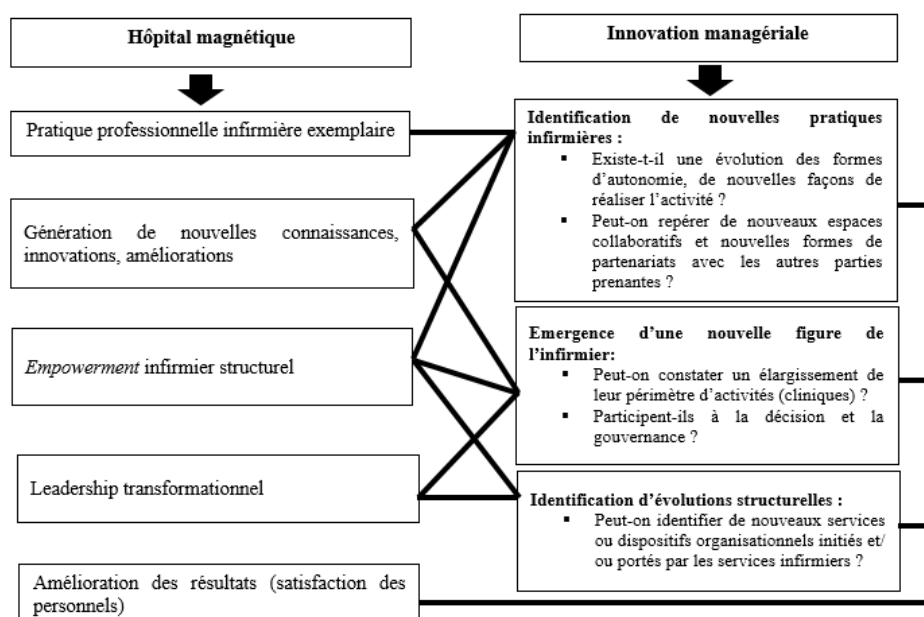 Hôpital magnétique
Pratique professionnelle infirmière exemplaire
Génération de nouvelles connaissances,
innovations, améliorations
Empowerment infirmier structurel
Leadership transformationnel
Amélioration des résultats (satisfaction des
personnels)
Innovation managériale
Identification de nouvelles pratiques
infirmières :
▪ Existe-t-il une évolution des formes
d’autonomie, de nouvelles façons de
réaliser l’activité ?
▪ Peut-on repérer de nouveaux espaces
collaboratifs et nouvelles formes de
partenariats avec les autres parties
prenantes ?
Emergence d’une nouvelle figure de
l’infirmier:
▪ Peut-on constater un élargissement de
leur périmètre d’activités (cliniques) ?
▪ Participent-ils à la décision et la
gouvernance ?
Identification d’évolutions structurelles :
▪ Peut-on identifier de nouveaux services
ou dispositifs organisationnels initiés et/
ou portés par les services infirmiers ?